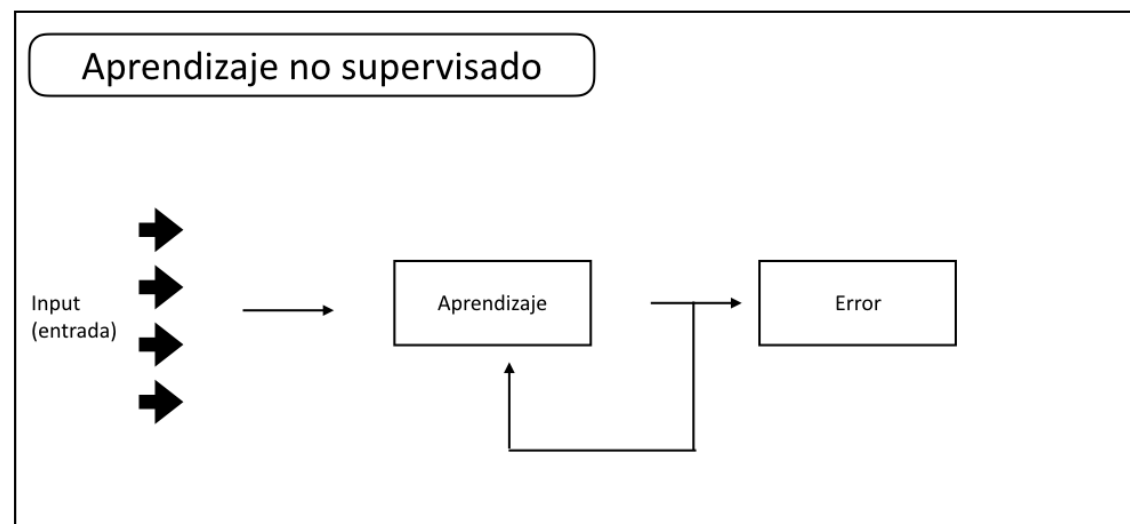 Aprendizaje no supervisado
Input
(entrada)
Aprendizaje
Error